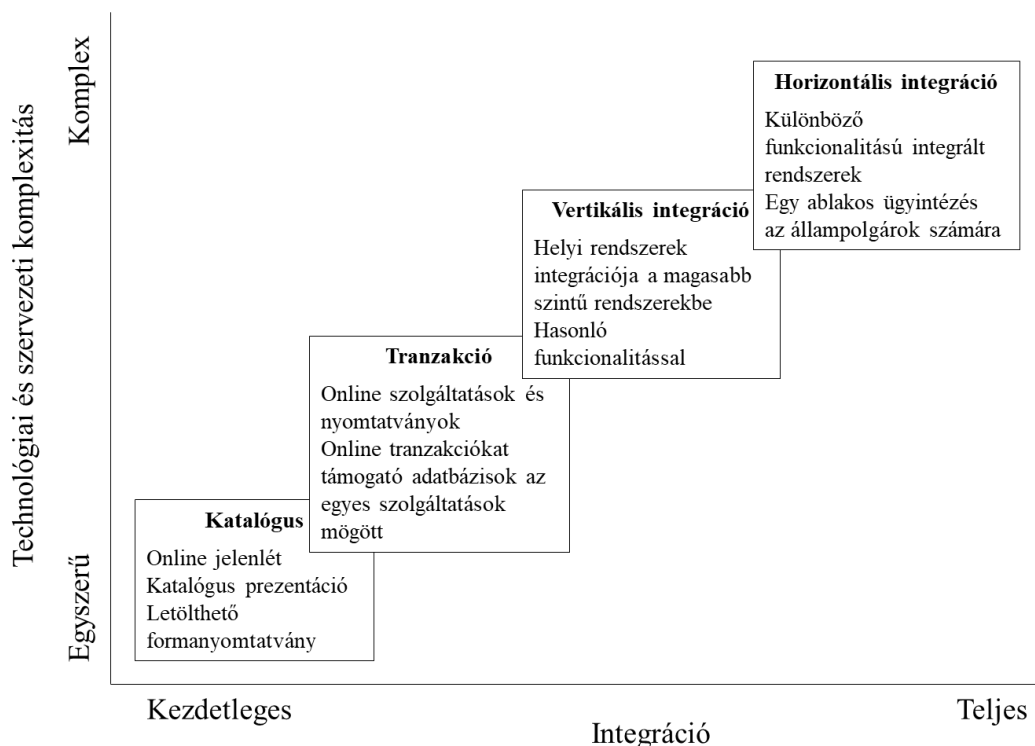 Technológiai és szervezeti komplexitás
Komplex
Egyszerű
Horizontális integráció
Különböző
funkcionalitású integrált
rendszerek
Egy ablakos ügyintézés
az állampolgárok számára
Vertikális integráció
Helyi rendszerek
integrációja a magasabb
szintű rendszerekbe
Hasonló
funkcionalitással
Tranzakció
Online szolgáltatások és
nyomtatványok
Online tranzakciókat
támogató adatbázisok az
egyes szolgáltatások
mögött
Katalógus
Online jelenlét
Katalógus prezentáció
Letölthető
formanyomtatvány
Kezdetleges
Teljes
Integráció